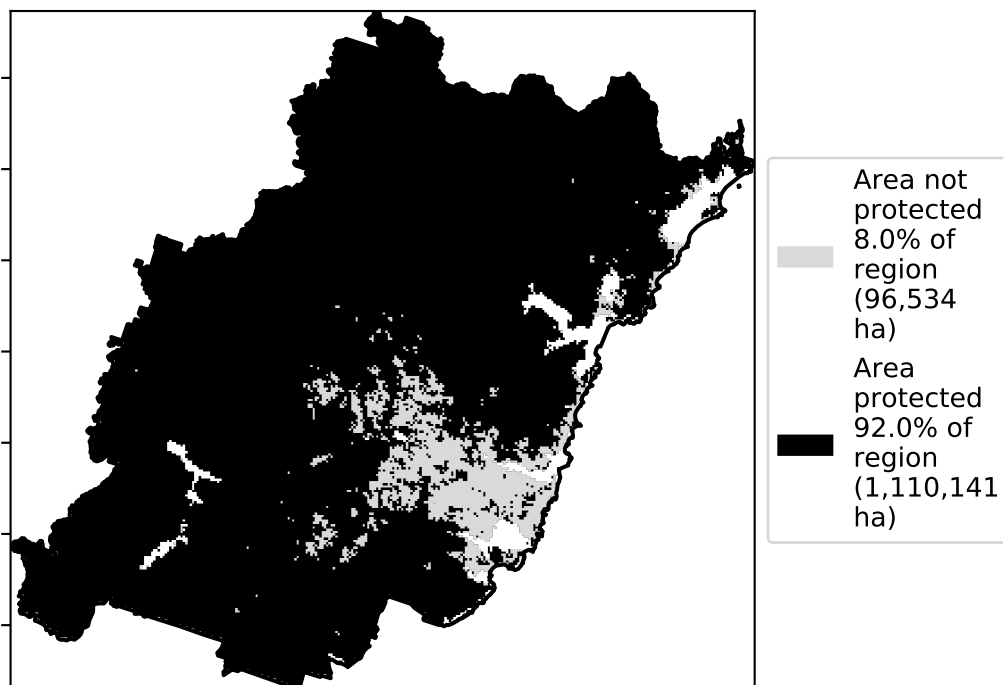 Area not
protected
8.0% of
region
(96,534
ha)
Area
protected
92.0% of
region
(1,110,141
ha)